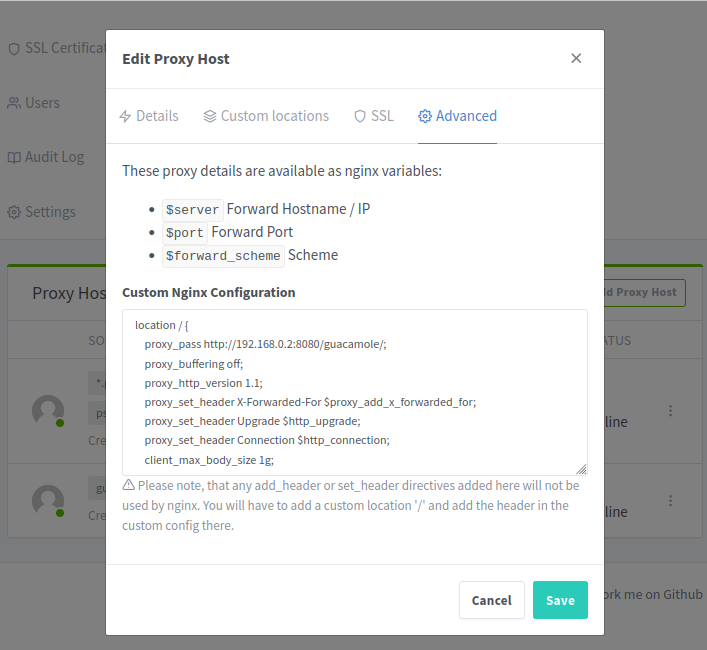 SSL Certifica
Users
Audit Log
Settings
Proxy Hos
d Proxy Host
SO
ATUS
*.
ps
Cre
line
gu
Cre
line
ork me on Github
Edit Proxy Host
×
Details
Custom locations
SSL
Advanced
These proxy details are available as nginx variables:
• $server Forward Hostname / IP
• $port Forward Port
• $forward_scheme Scheme
Custom Nginx Configuration
location / {
proxy_pass http://192.168.0.2:8080/guacamole/;
proxy_buffering off;
proxy_http_version 1.1;
proxy_set_header X-Forwarded-For $proxy_add_x_forwarded_for;
proxy_set_header Upgrade $http_upgrade;
proxy_set_header Connection $http_connection;
client_max_body_size 1g;
Please note, that any add_header or set_header directives added here will not be
used by nginx. You will have to add a custom location '/' and add the header in the
custom config there.
Cancel
Save